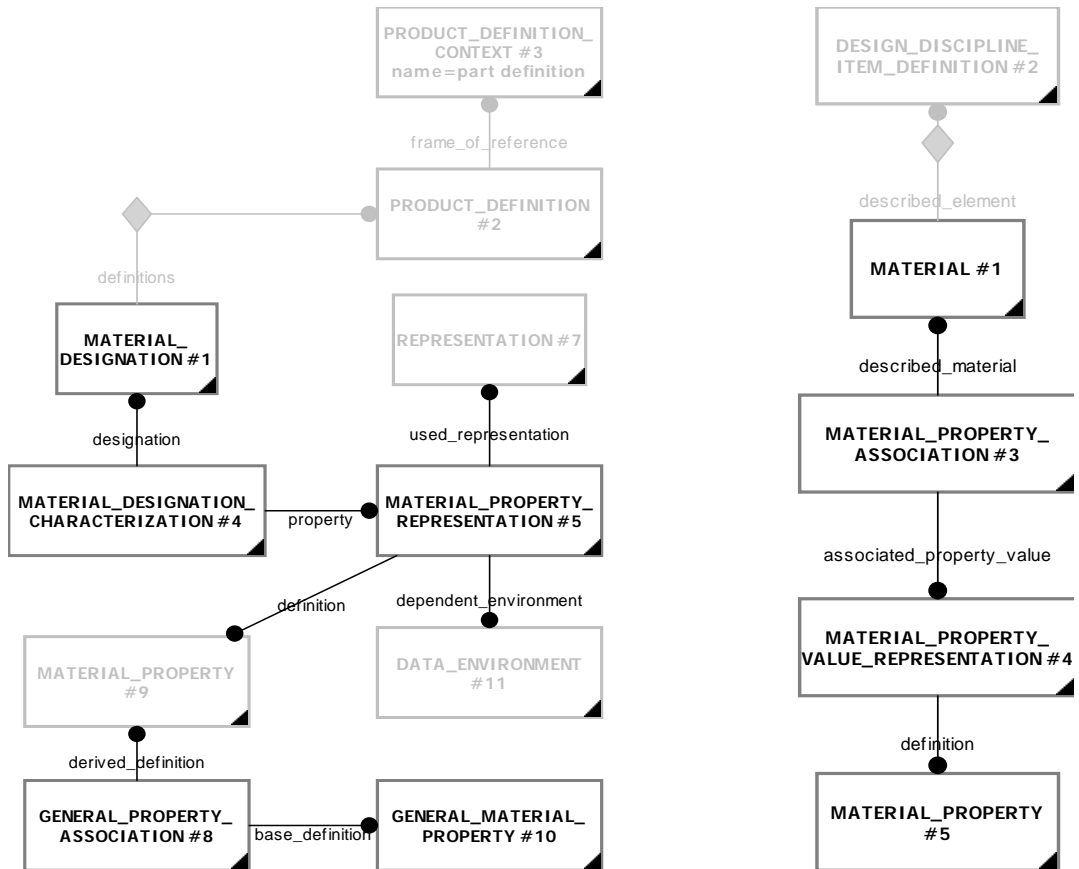 PRODUCT_DEFINITION_
CONTEXT #3
name=part definition
frame_of_reference
PRODUCT_DEFINITION
#2
definitions
MATERIAL_
DESIGNATION #1
REPRESENTATION #7
designation
used_representation
MATERIAL_DESIGNATION_
CHARACTERIZATION #4
property
MATERIAL_PROPERTY_
REPRESENTATION #5
definition
dependent_environment
MATERIAL_PROPERTY
#9
DATA_ENVIRONMENT
#11
derived_definition
GENERAL_PROPERTY_
ASSOCIATION #8
base_definition
GENERAL_MATERIAL_
PROPERTY #10
DESIGN_DISCIPLINE_
ITEM_DEFINITION #2
described_element
MATERIAL #1
described_material
MATERIAL_PROPERTY_
ASSOCIATION #3
associated_property_value
MATERIAL_PROPERTY_
VALUE_REPRESENTATION #4
definition
MATERIAL_PROPERTY
#5